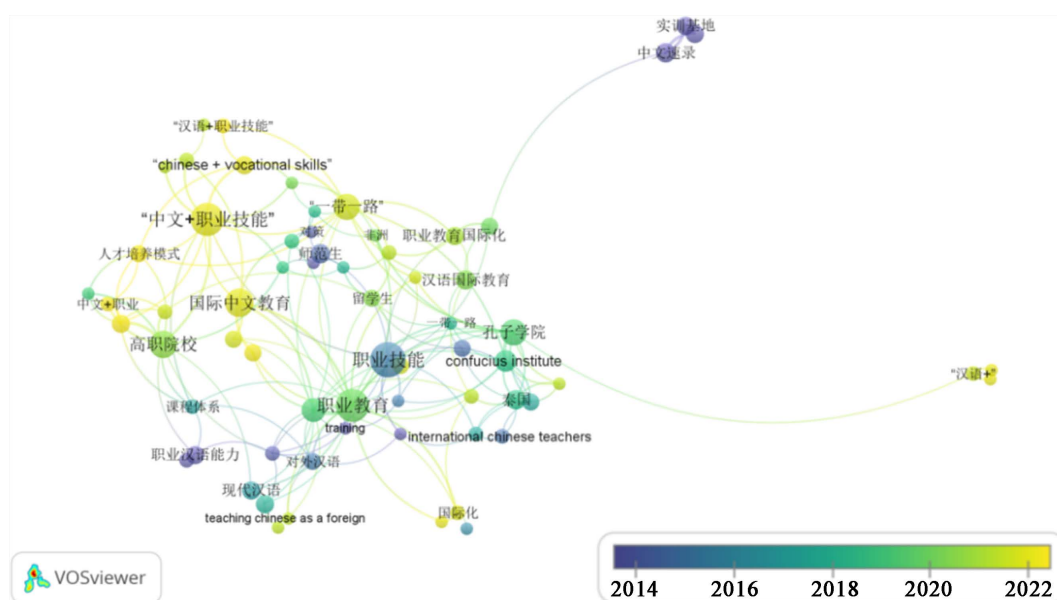 实训基地
中文速录
“汉语+职业技能”
“chinese + vocational skills”
“一带一路”
“中文+职业技能”
对策
非洲
职业教育国际化
师范生
人才培养模式
汉语国际教育
留学生
中文+职业
国际中文教育
一带一路
孔子学院
高职院校
职业技能
confucius institute
“汉语+”
泰国
课程体系
职业教育
training
international chinese teachers
职业汉语能力
对外汉语
现代汉语
teaching chinese as a foreign
国际化
VOSviewer
2014
2016
2018
2020
2022